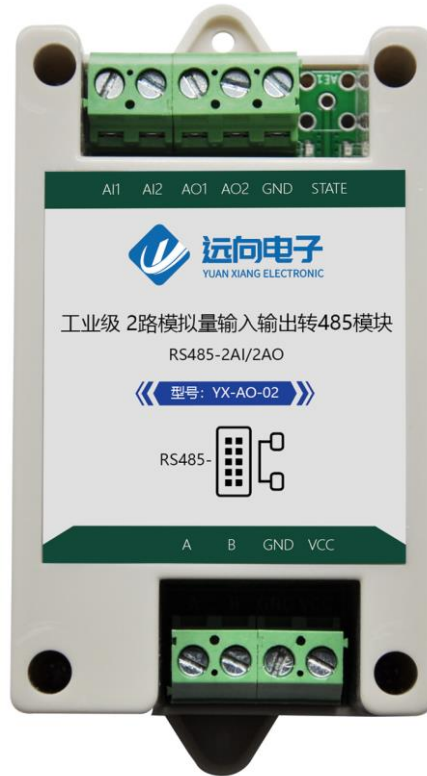 AE1
AI1 AI2 AO1 AO2 GND STATE
远向电子
YUAN XIANG ELECTRONIC
工业级 2路模拟量输入输出转485模块
RS485-2AI/2AO
型号：YX-AO-02
RS485-
A B GND VCC